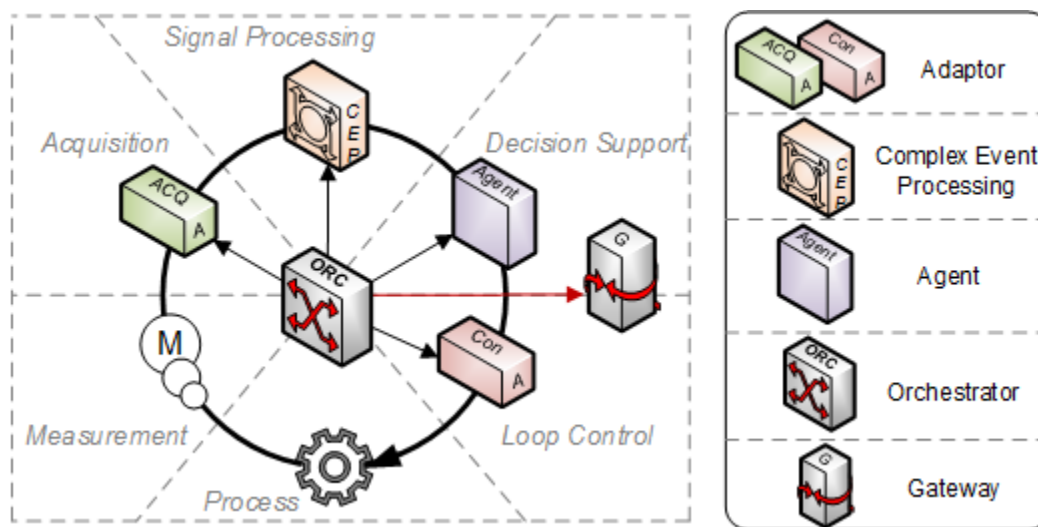 Signal Processing
Acquisition
Decision Support
CEP
Agent
ACQ
A
G
ORC
Con
A
M
Measurement
Loop Control
Process
ACQ
A
Con
A
Adaptor
CEP
Complex Event
Processing
Agent
Agent
ORC
Orchestrator
G
Gateway